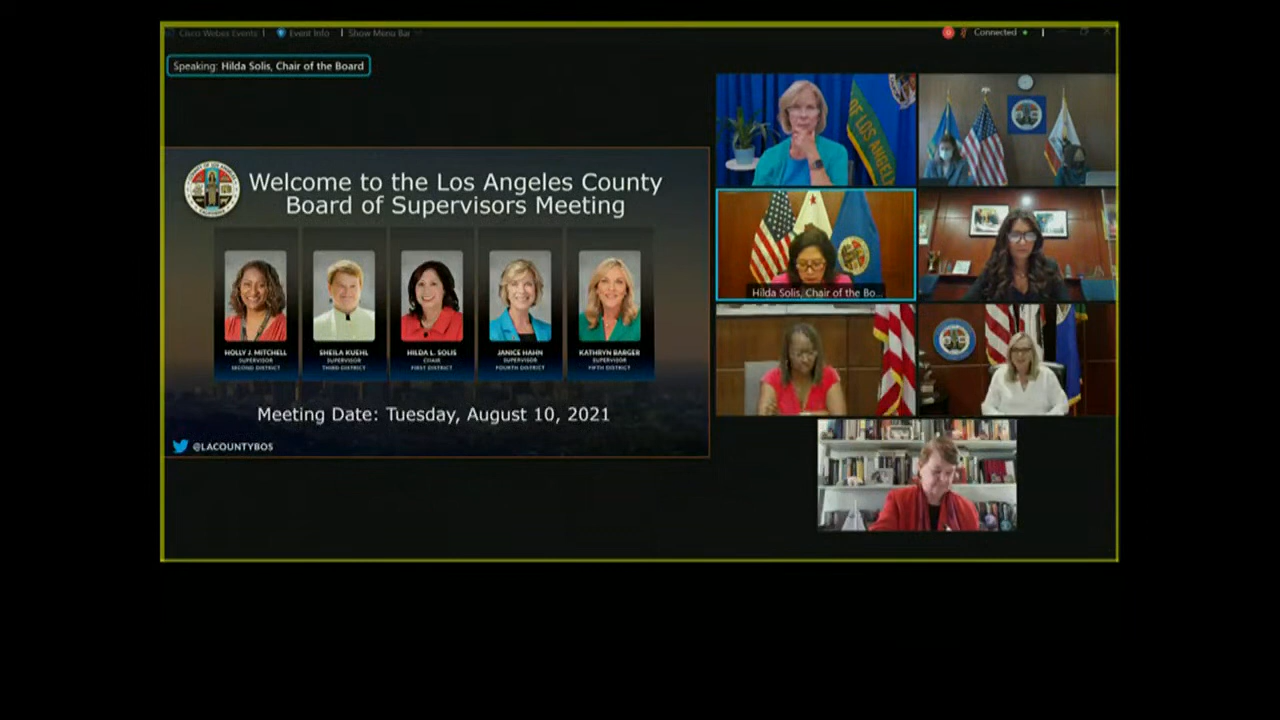 Cisco Webex Events
Event Info
Show Menu Bar
Connected
Speaking: Hilda Solis, Chair of the Board
Welcome to the Los Angeles County
Board of Supervisors Meeting
HOLLY J. MITCHELL
SUPERVISOR
SECOND DISTRICT
SHEILA KUEHL
SUPERVISOR
THIRD DISTRICT
HILDA L. SOLIS
CHAIR
FIRST DISTRICT
JANICE HAHN
SUPERVISOR
FOURTH DISTRICT
KATHRYN BARGER
SUPERVISOR
FIFTH DISTRICT
Meeting Date: Tuesday, August 10, 2021
@LACOUNTYBOS
OF LOS ANGELES
Hilda Solis, Chair of the Bo...